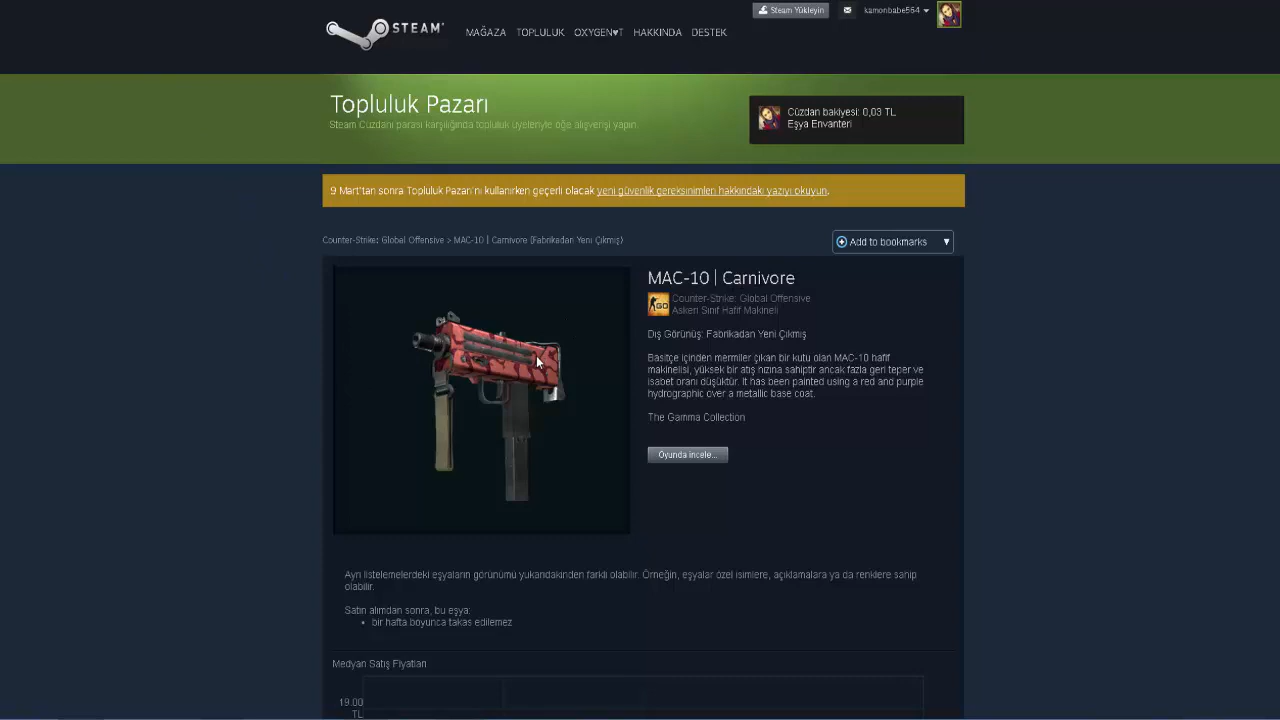 STEAM
MAĞAZA TOPLULUK OXYGEN♥T HAKKINDA DESTEK
Steam Yükleyin
kamonbabe564
Topluluk Pazarı
Steam Cüzdanı parası karşılığında topluluk üyeleriyle öğe alışverişi yapın.
Cüzdan bakiyesi: 0,03 TL
Eşya Envanteri
9 Mart'tan sonra Topluluk Pazarı'nı kullanırken geçerli olacak yeni güvenlik gereksinimleri hakkındaki yazıyı okuyun.
Counter-Strike: Global Offensive > MAC-10 | Carnivore (Fabrikadan Yeni Çıkmış)
Add to bookmarks
MAC-10 | Carnivore
GO
Counter-Strike: Global Offensive
Askeri Sınıf Hafif Makineli
Dış Görünüş: Fabrikadan Yeni Çıkmış
Basitçe içinden mermiler çıkan bir kutu olan MAC-10 hafif
makinelisi, yüksek bir atış hızına sahiptir ancak fazla geri teper ve
isabet oranı düşüktür. It has been painted using a red and purple
hydrographic over a metallic base coat.
The Gamma Collection
Oyunda incele...
Ayrı listelemelerdeki eşyaların görünümü yukarıdakinden farklı olabilir. Örneğin, eşyalar özel isimlere, açıklamalara ya da renklere sahip
olabilir.
Satın alımdan sonra, bu eşya:
• bir hafta boyunca takas edilemez
Medyan Satış Fiyatları
19.00
TL